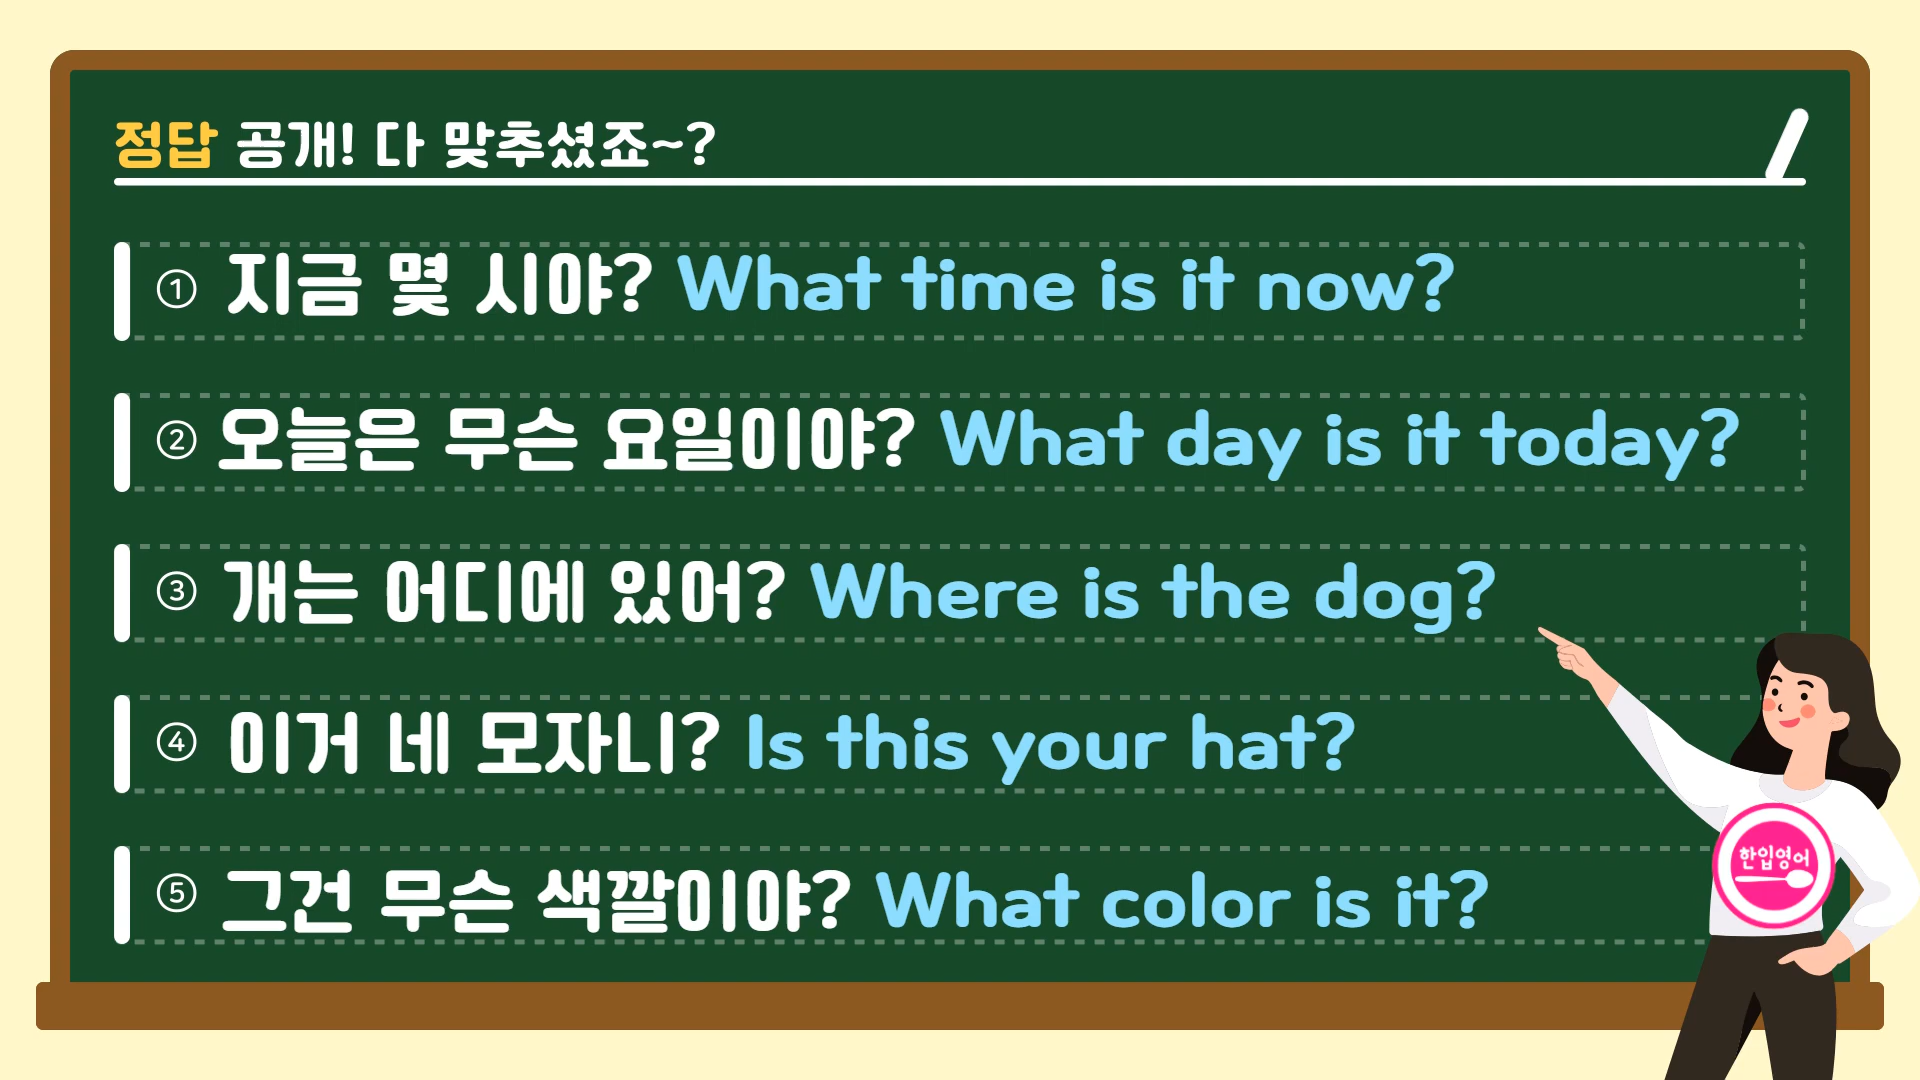 정답 공개! 다 맞추셨죠~?
① 지금 몇 시야? What time is it now?
② 오늘은 무슨 요일이야? What day is it today?
③ 개는 어디에 있어? Where is the dog?
④ 이거 네 모자니? Is this your hat?
⑤ 그건 무슨 색깔이야? What color is it?
한입영어